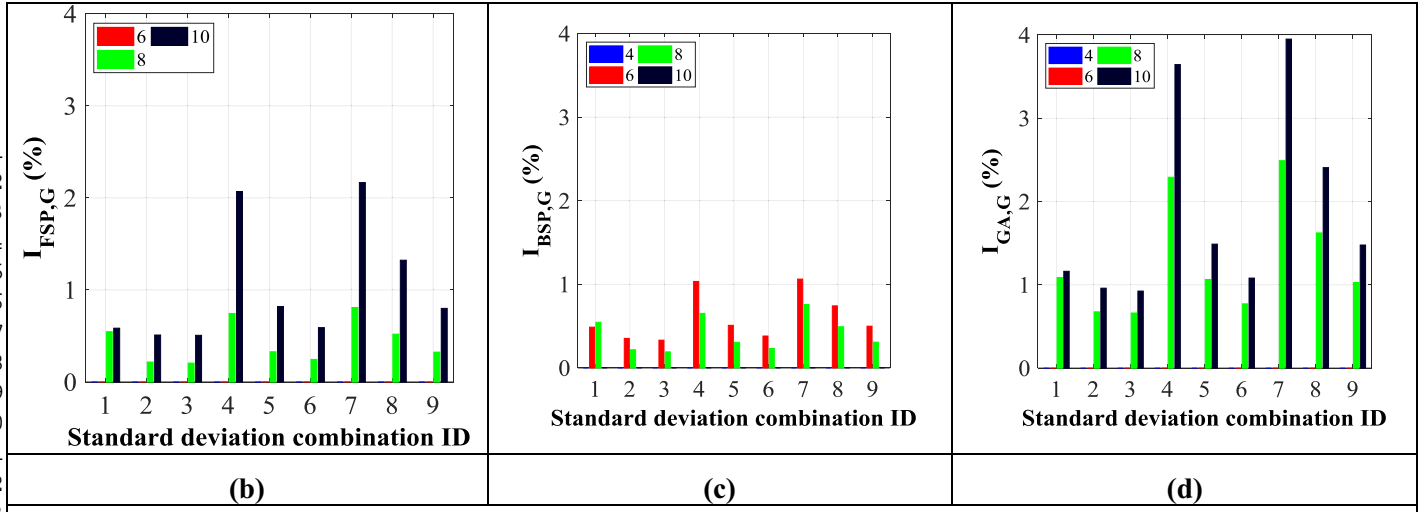 4
3
2
1
0
I_FSP,G (%)
6 10
8
1 2 3 4 5 6 7 8 9
Standard deviation combination ID
(b)
4
3
2
1
0
I_BSP,G (%)
4 8
6 10
1 2 3 4 5 6 7 8 9
Standard deviation combination ID
(c)
4
3
2
1
0
I_GA,G (%)
4 8
6 10
1 2 3 4 5 6 7 8 9
Standard deviation combination ID
(d)